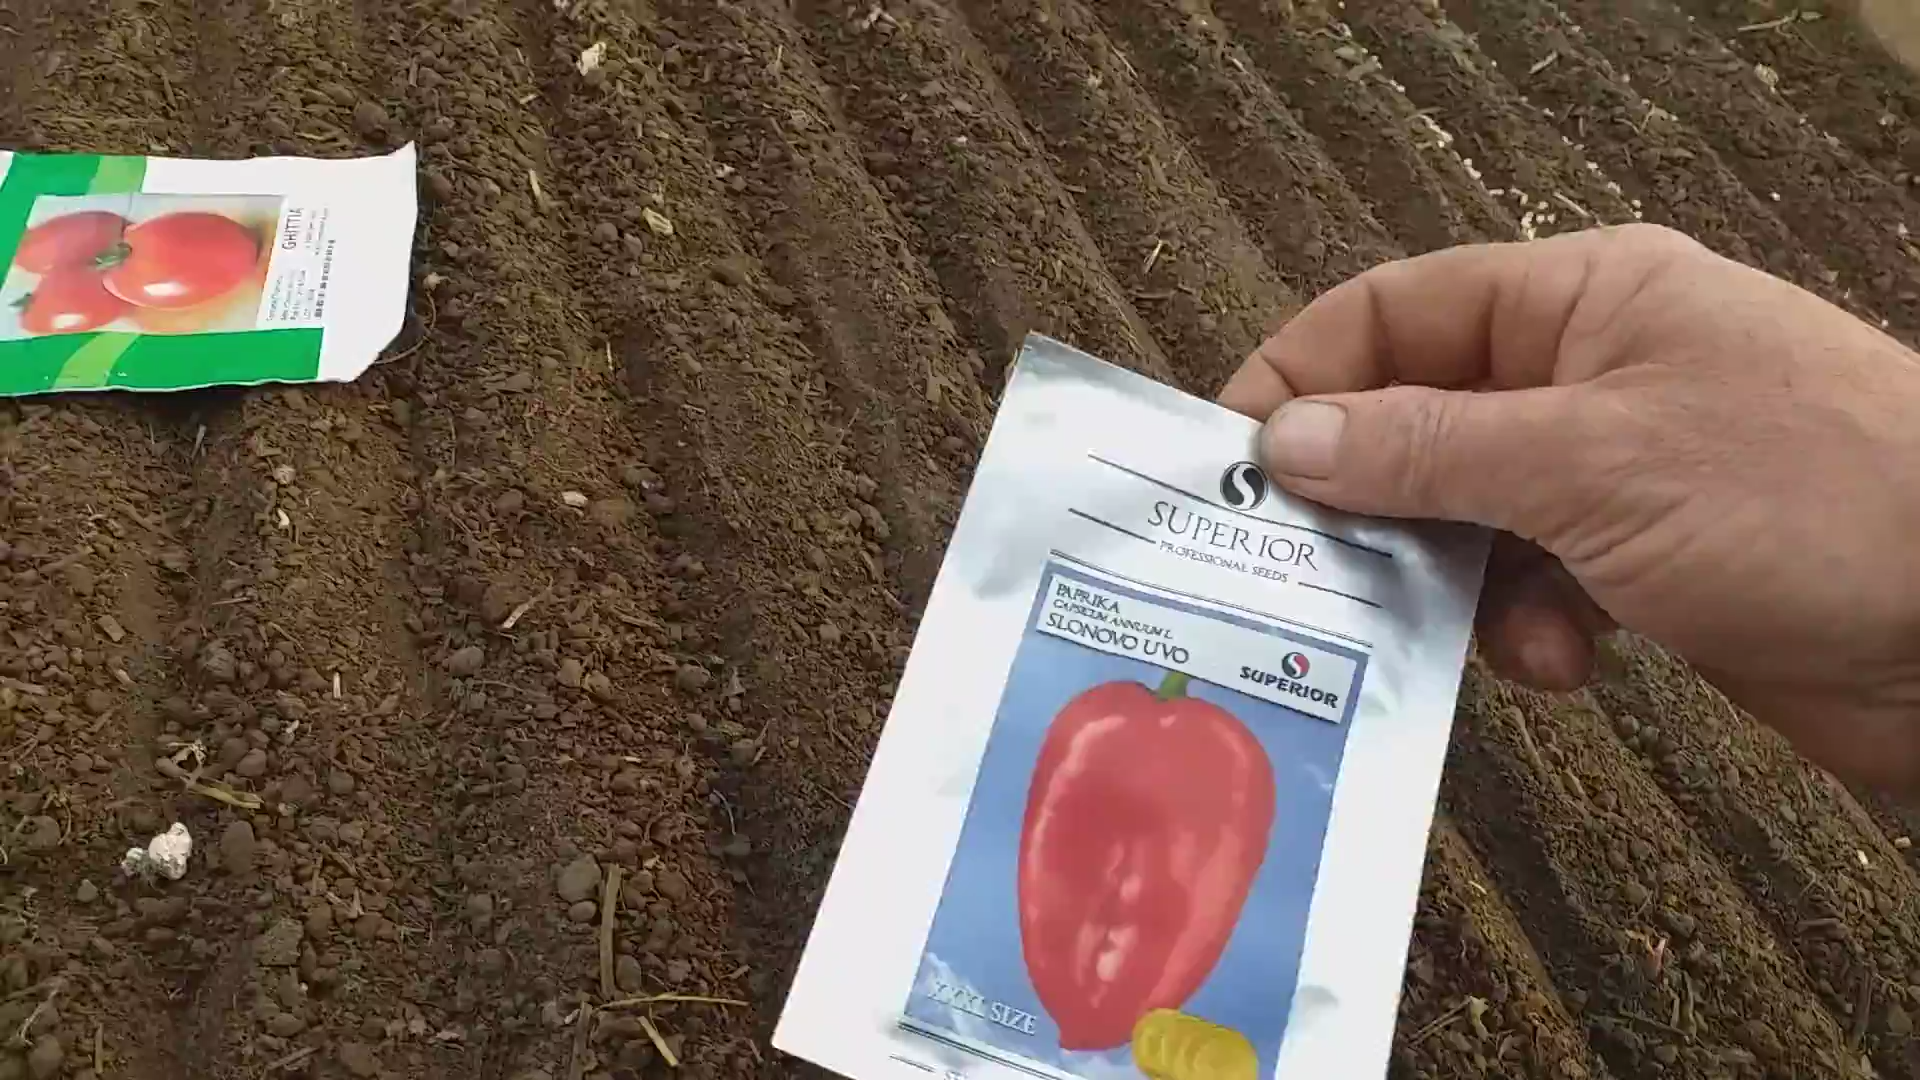 GHITTIA
SUPERIOR
PROFESSIONAL SEEDS
PAPRIKA
CAPSICUM ANNUUM L.
SLONOVO UVO
SUPERIOR
XXXL SIZE